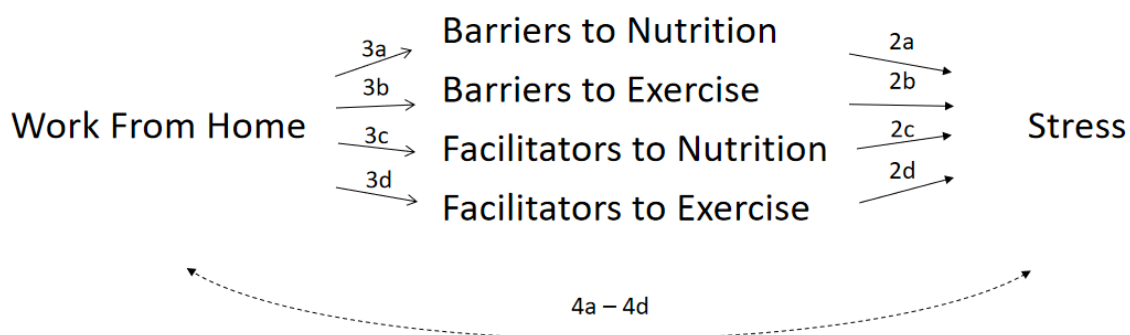 Barriers to Nutrition
3a
2a
Barriers to Exercise
3b
2b
Work From Home
Stress
3c
2c
Facilitators to Nutrition
3d
2d
Facilitators to Exercise
4a – 4d